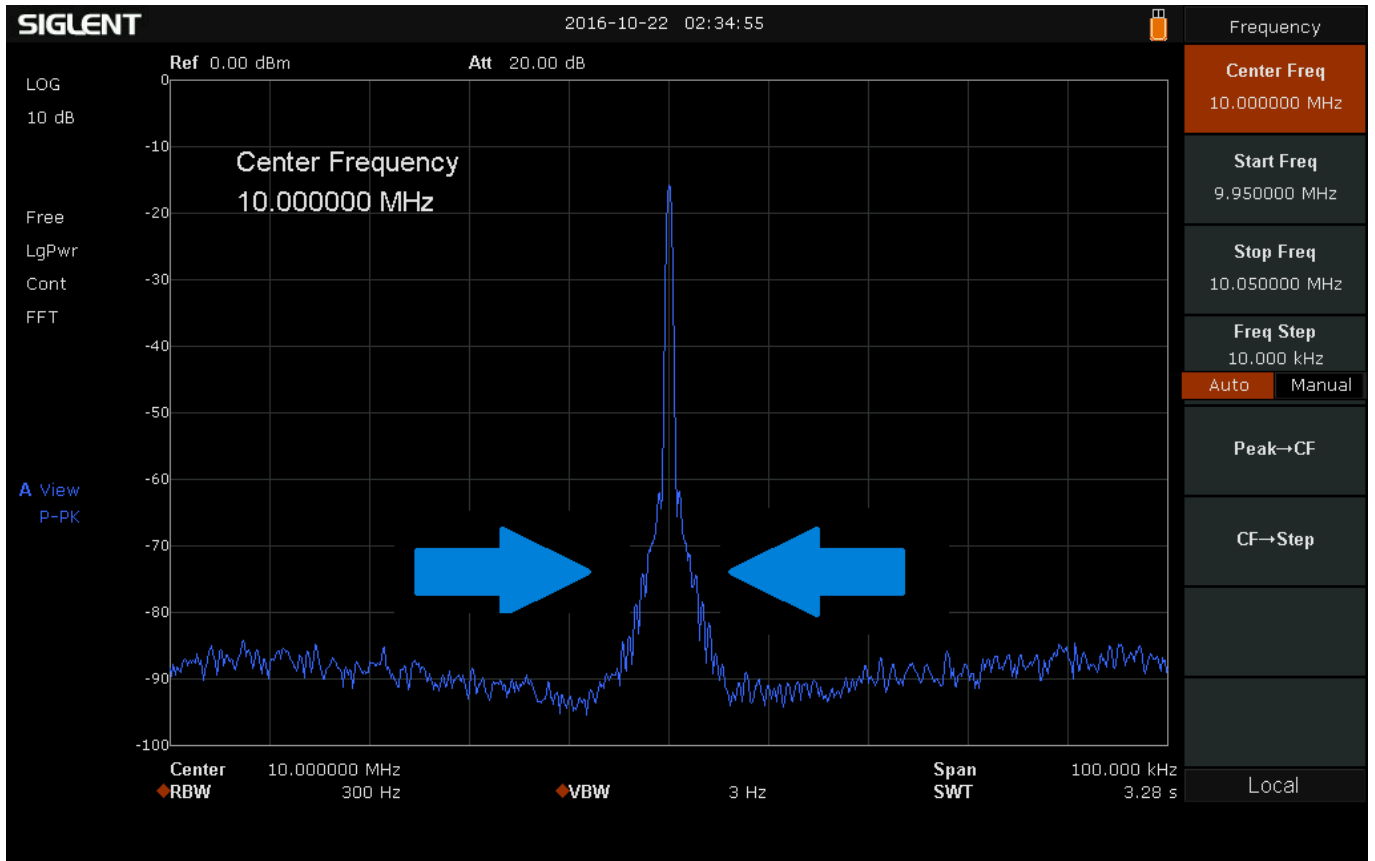 SIGLENT
2016-10-22 02:34:55
Frequency
Ref 0.00 dBm Att 20.00 dB
LOG
10 dB
Free
LgPwr
Cont
FFT
A View
P-PK
0
-10
-20
-30
-40
-50
-60
-70
-80
-90
-100
Center Frequency
10.000000 MHz
Center 10.000000 MHz Span 100.000 kHz
RBW 300 Hz VBW 3 Hz SWT 3.28 s
Center Freq
10.000000 MHz
Start Freq
9.950000 MHz
Stop Freq
10.050000 MHz
Freq Step
10.000 kHz
Auto Manual
Peak→CF
CF→Step
Local